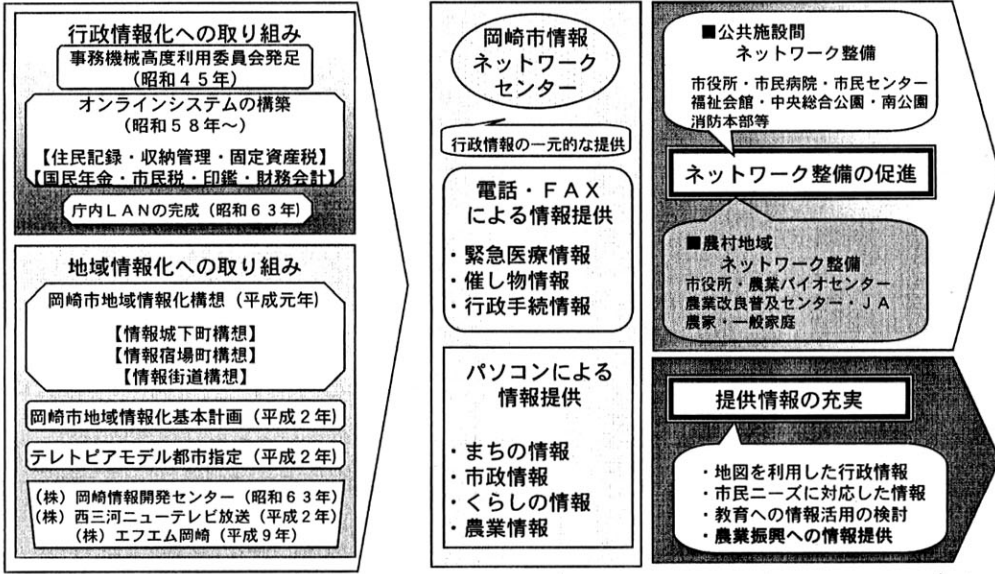 行政情報化への取り組み
事務機械高度利用委員会発足
(昭和45年)
オンラインシステムの構築
(昭和58年~)
【住民記録・収納管理・固定資産税】
【国民年金・市民税・印鑑・財務会計】
庁内LANの完成(昭和63年)
地域情報化への取り組み
岡崎市地域情報化構想(平成元年)
【情報城下町構想】
【情報宿場町構想】
【情報街道構想】
岡崎市地域情報化基本計画(平成2年)
テレトピアモデル都市指定(平成2年)
(株)岡崎情報開発センター(昭和63年)
(株)西三河ニューテレビ放送(平成2年)
(株)エフエム岡崎(平成9年)
岡崎市情報
ネットワーク
センター
行政情報の一元的な提供
電話・FAX
による情報提供
・緊急医療情報
・催し物情報
・行政手続情報
パソコンによる
情報提供
・まちの情報
・市政情報
・くらしの情報
・農業情報
■公共施設間
ネットワーク整備
市役所・市民病院・市民センター
福祉会館・中央総合公園・南公園
消防本部等
ネットワーク整備の促進
■農村地域
ネットワーク整備
市役所・農業バイオセンター
農業改良普及センター・JA
農家・一般家庭
提供情報の充実
・地図を利用した行政情報
・市民ニーズに対応した情報
・教育への情報活用の検討
・農業振興への情報提供